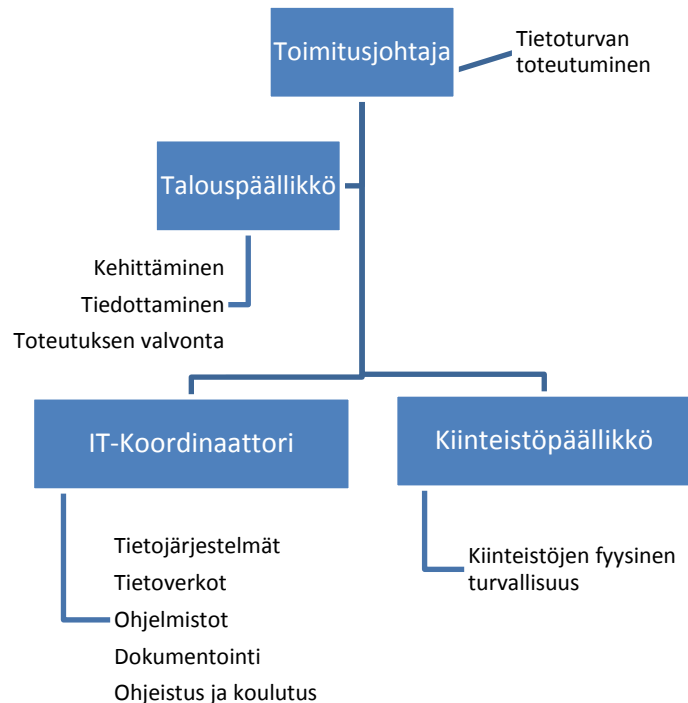 Toimitusjohtaja
Tietoturvan
toteutuminen
Talouspäällikkö
Kehittäminen
Tiedottaminen
Toteutuksen valvonta
IT-Koordinaattori
Kiinteistöpäällikkö
Tietojärjestelmät
Tietoverkot
Ohjelmistot
Dokumentointi
Ohjeistus ja koulutus
Kiinteistöjen fyysinen
turvallisuus